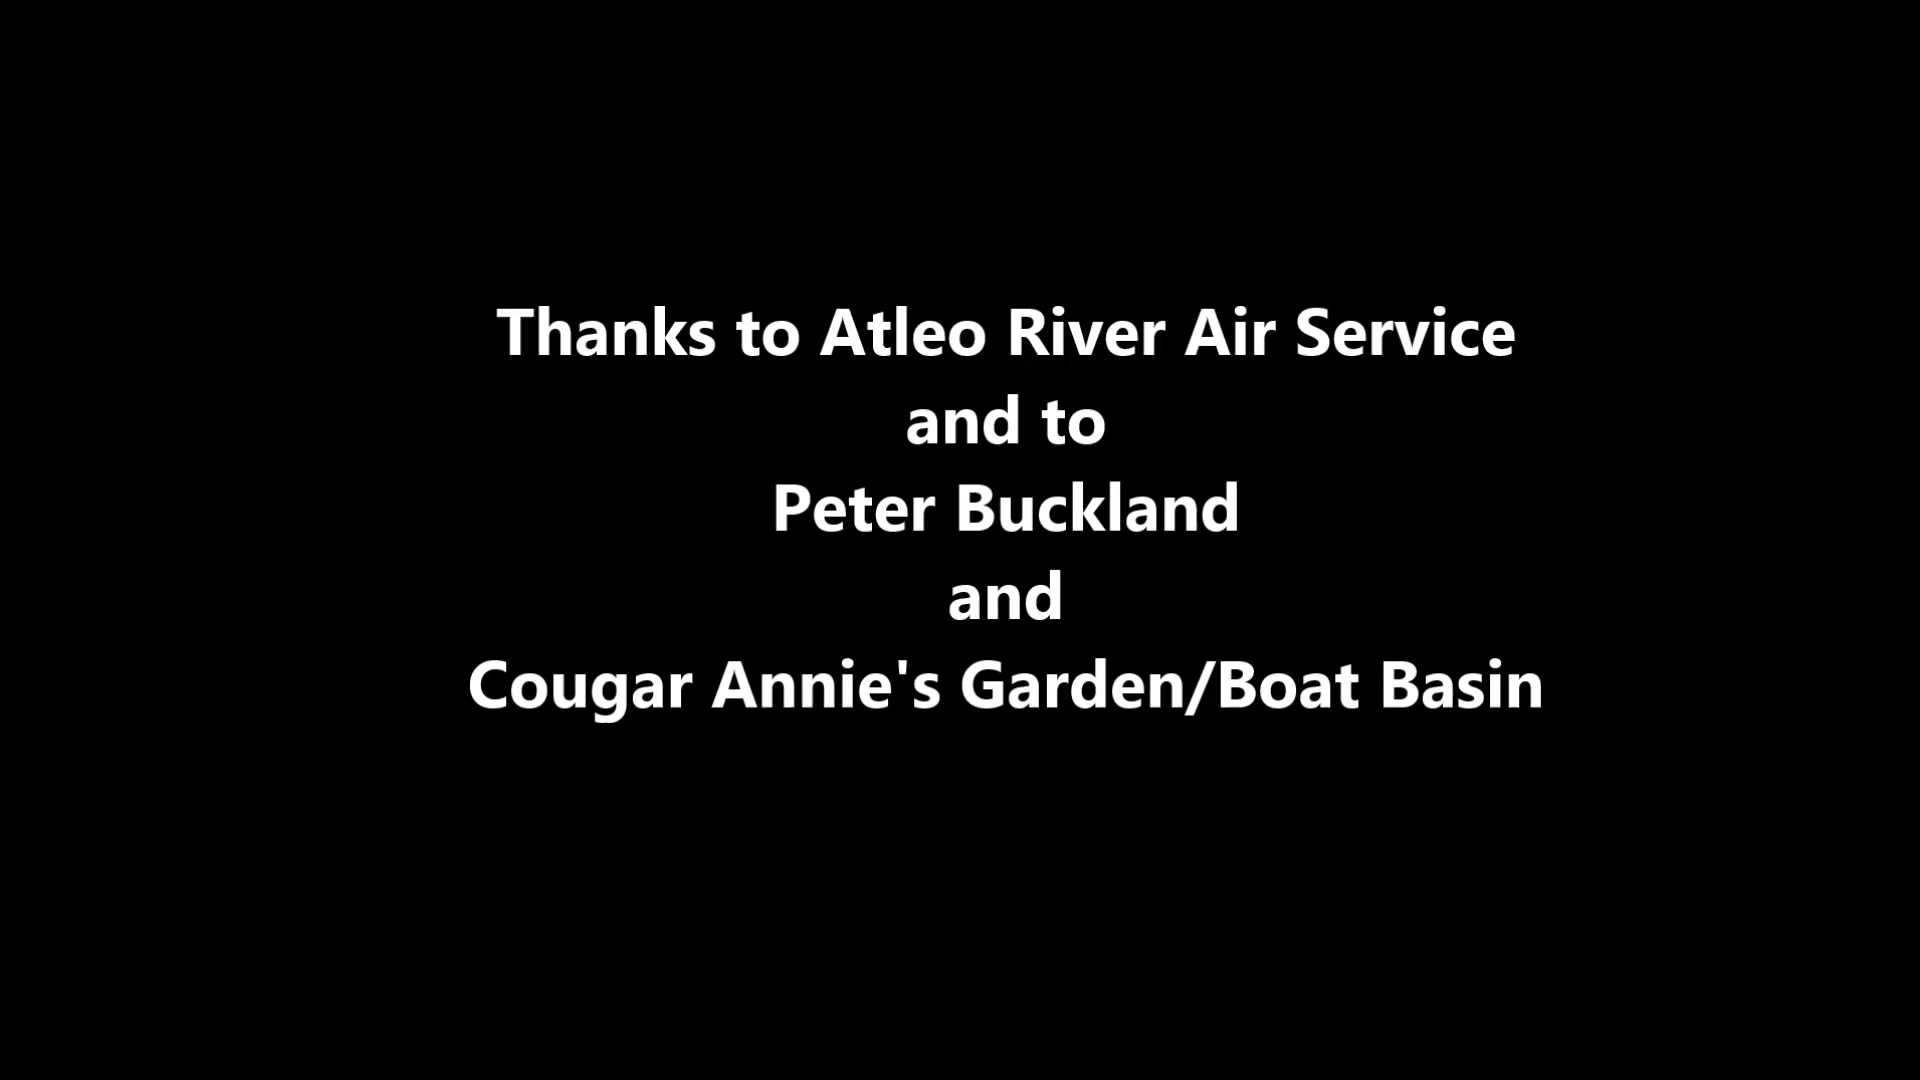 Thanks to Atleo River Air Service
and to
Peter Buckland
and
Cougar Annie's Garden/Boat Basin